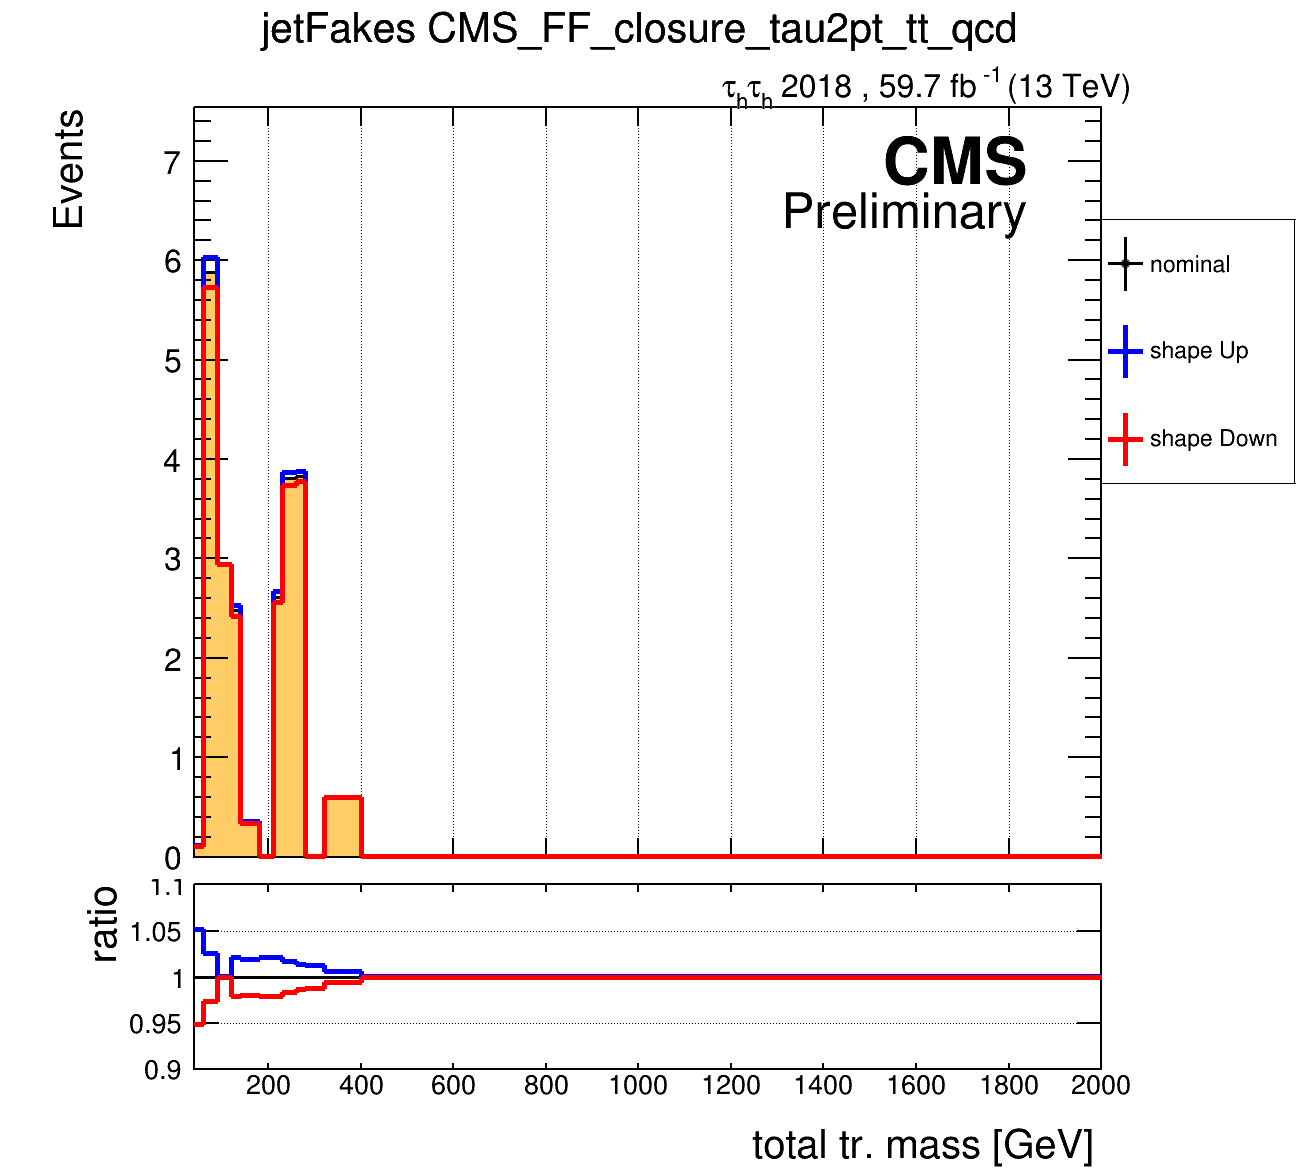 jetFakes CMS_FF_closure_tau2pt_tt_qcd
τhτh 2018 , 59.7 fb -1 (13 TeV)
Events
CMS
Preliminary
7
6
5
4
3
2
1
0
nominal
shape Up
shape Down
ratio
1.1
1.05
1
0.95
0.9
200 400 600 800 1000 1200 1400 1600 1800 2000
total tr. mass [GeV]